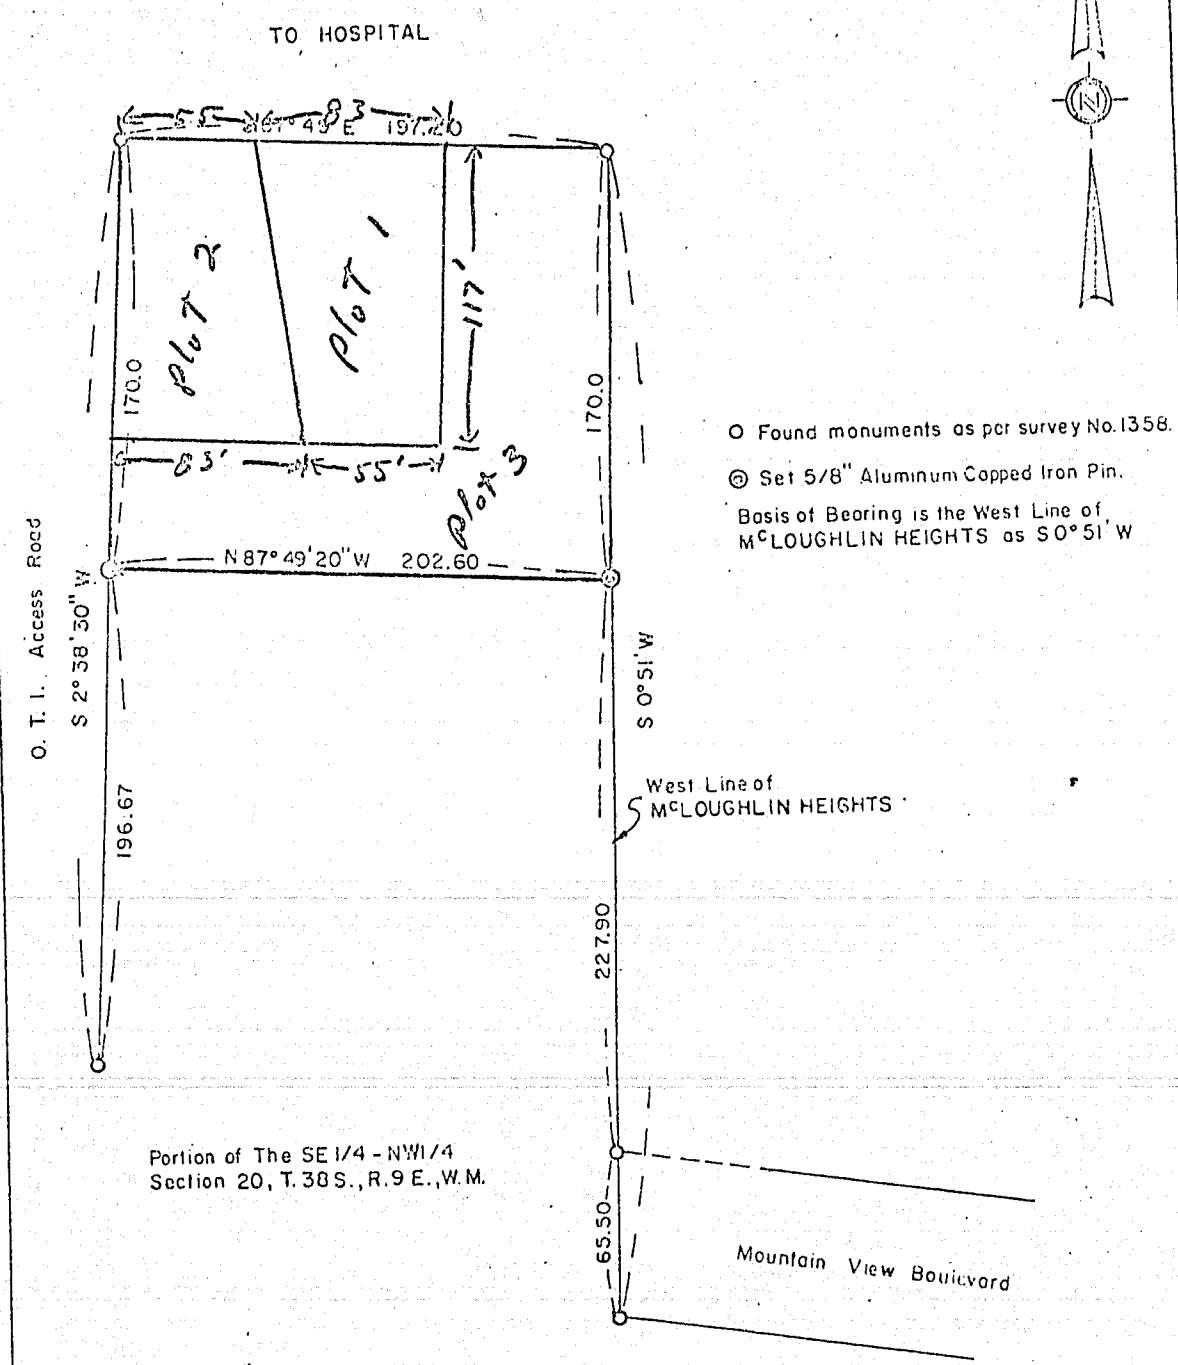 TO HOSPITAL
N
55 83
49' E 197.20
Plot 2
Plot 1
117'
170.0
170.0
83' 55'
Plot 3
N 87° 49' 20" W 202.60
O Found monuments as per survey No. 1358.
Set 5/8" Aluminum Capped Iron Pin.
Basis of Bearing is the West Line of
McLOUGHLIN HEIGHTS as S 0° 51' W
O. T. I. Access Road
S 2° 38' 30" W
S 0° 51' W
196.67
West Line of
McLOUGHLIN HEIGHTS
227.90
Portion of The SE 1/4 - NW 1/4
Section 20, T. 38 S., R. 9 E., W. M.
65.50
Mountain View Boulevard